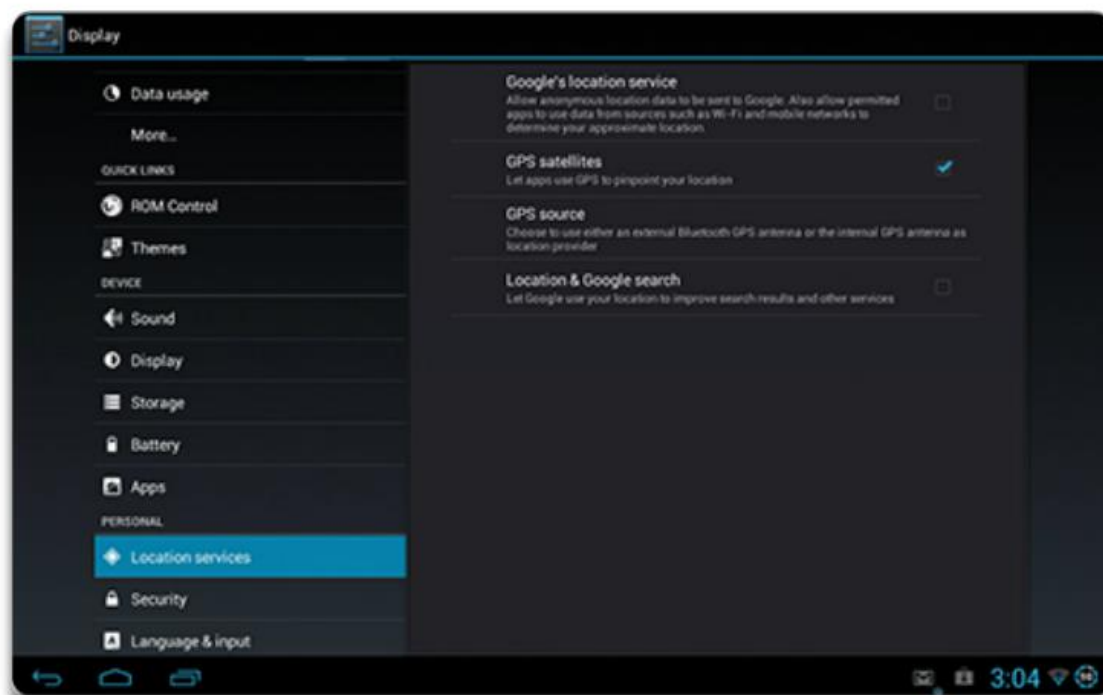 Display
Data usage
More...
QUICK LINKS
ROM Control
Themes
DEVICE
Sound
Display
Storage
Battery
Apps
PERSONAL
Location services
Security
Language & input
Google's location service
Allow anonymous location data to be sent to Google. Also allow permitted
apps to use data from sources such as Wi-Fi and mobile networks to
determine your approximate location.
GPS satellites
Let apps use GPS to pinpoint your location
GPS source
Choose to use either an external Bluetooth GPS antenna or the internal GPS antenna as
location provider
Location & Google search
Let Google use your location to improve search results and other services
3:04